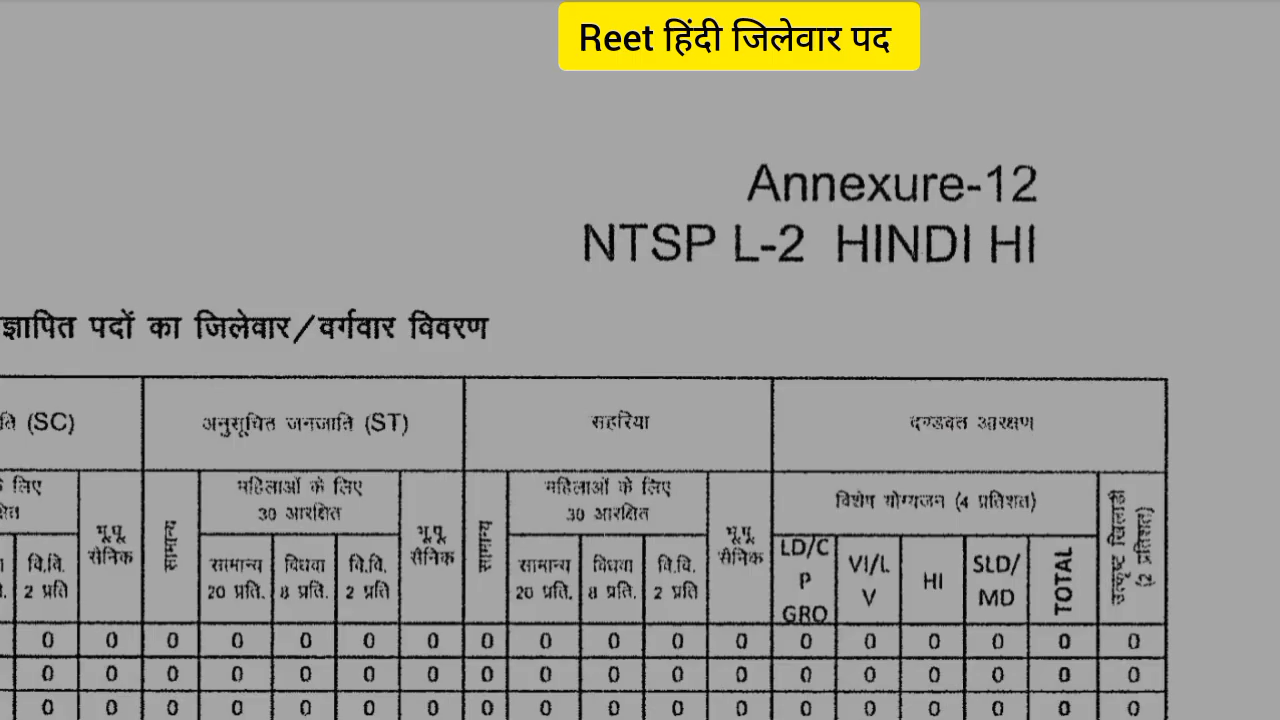 Reet हिंदी जिलेवार पद
Annexure-12
NTSP L-2 HINDI HI
ज्ञापित पदों का जिलेवार/वर्गवार विवरण
ति (SC) अनुसूचित जनजाति (ST) सहरिया दण्डवत आरक्षण
के लिए भू.पू. सैनिक सामान्य महिलाओं के लिए 30 आरक्षित भू.पू. सैनिक सामान्य महिलाओं के लिए 30 आरक्षित भू.पू. सैनिक विशेष योग्यजन (4 प्रतिशत) उत्कृष्ट खिलाडी (2 प्रतिशत)
वि.वि. 2 प्रति सामान्य 20 प्रति. विधवा 8 प्रति. वि.वि. 2 प्रति सामान्य 20 प्रति. विधवा 8 प्रति. वि.वि. 2 प्रति LD/CP GRO VI/LV HI SLD/MD TOTAL
0 0 0 0 0 0 0 0 0 0 0 0 0 0 0 0 0 0
0 0 0 0 0 0 0 0 0 0 0 0 0 0 0 0 0 0
0 0 0 0 0 0 0 0 0 0 0 0 0 0 0 0 0 0